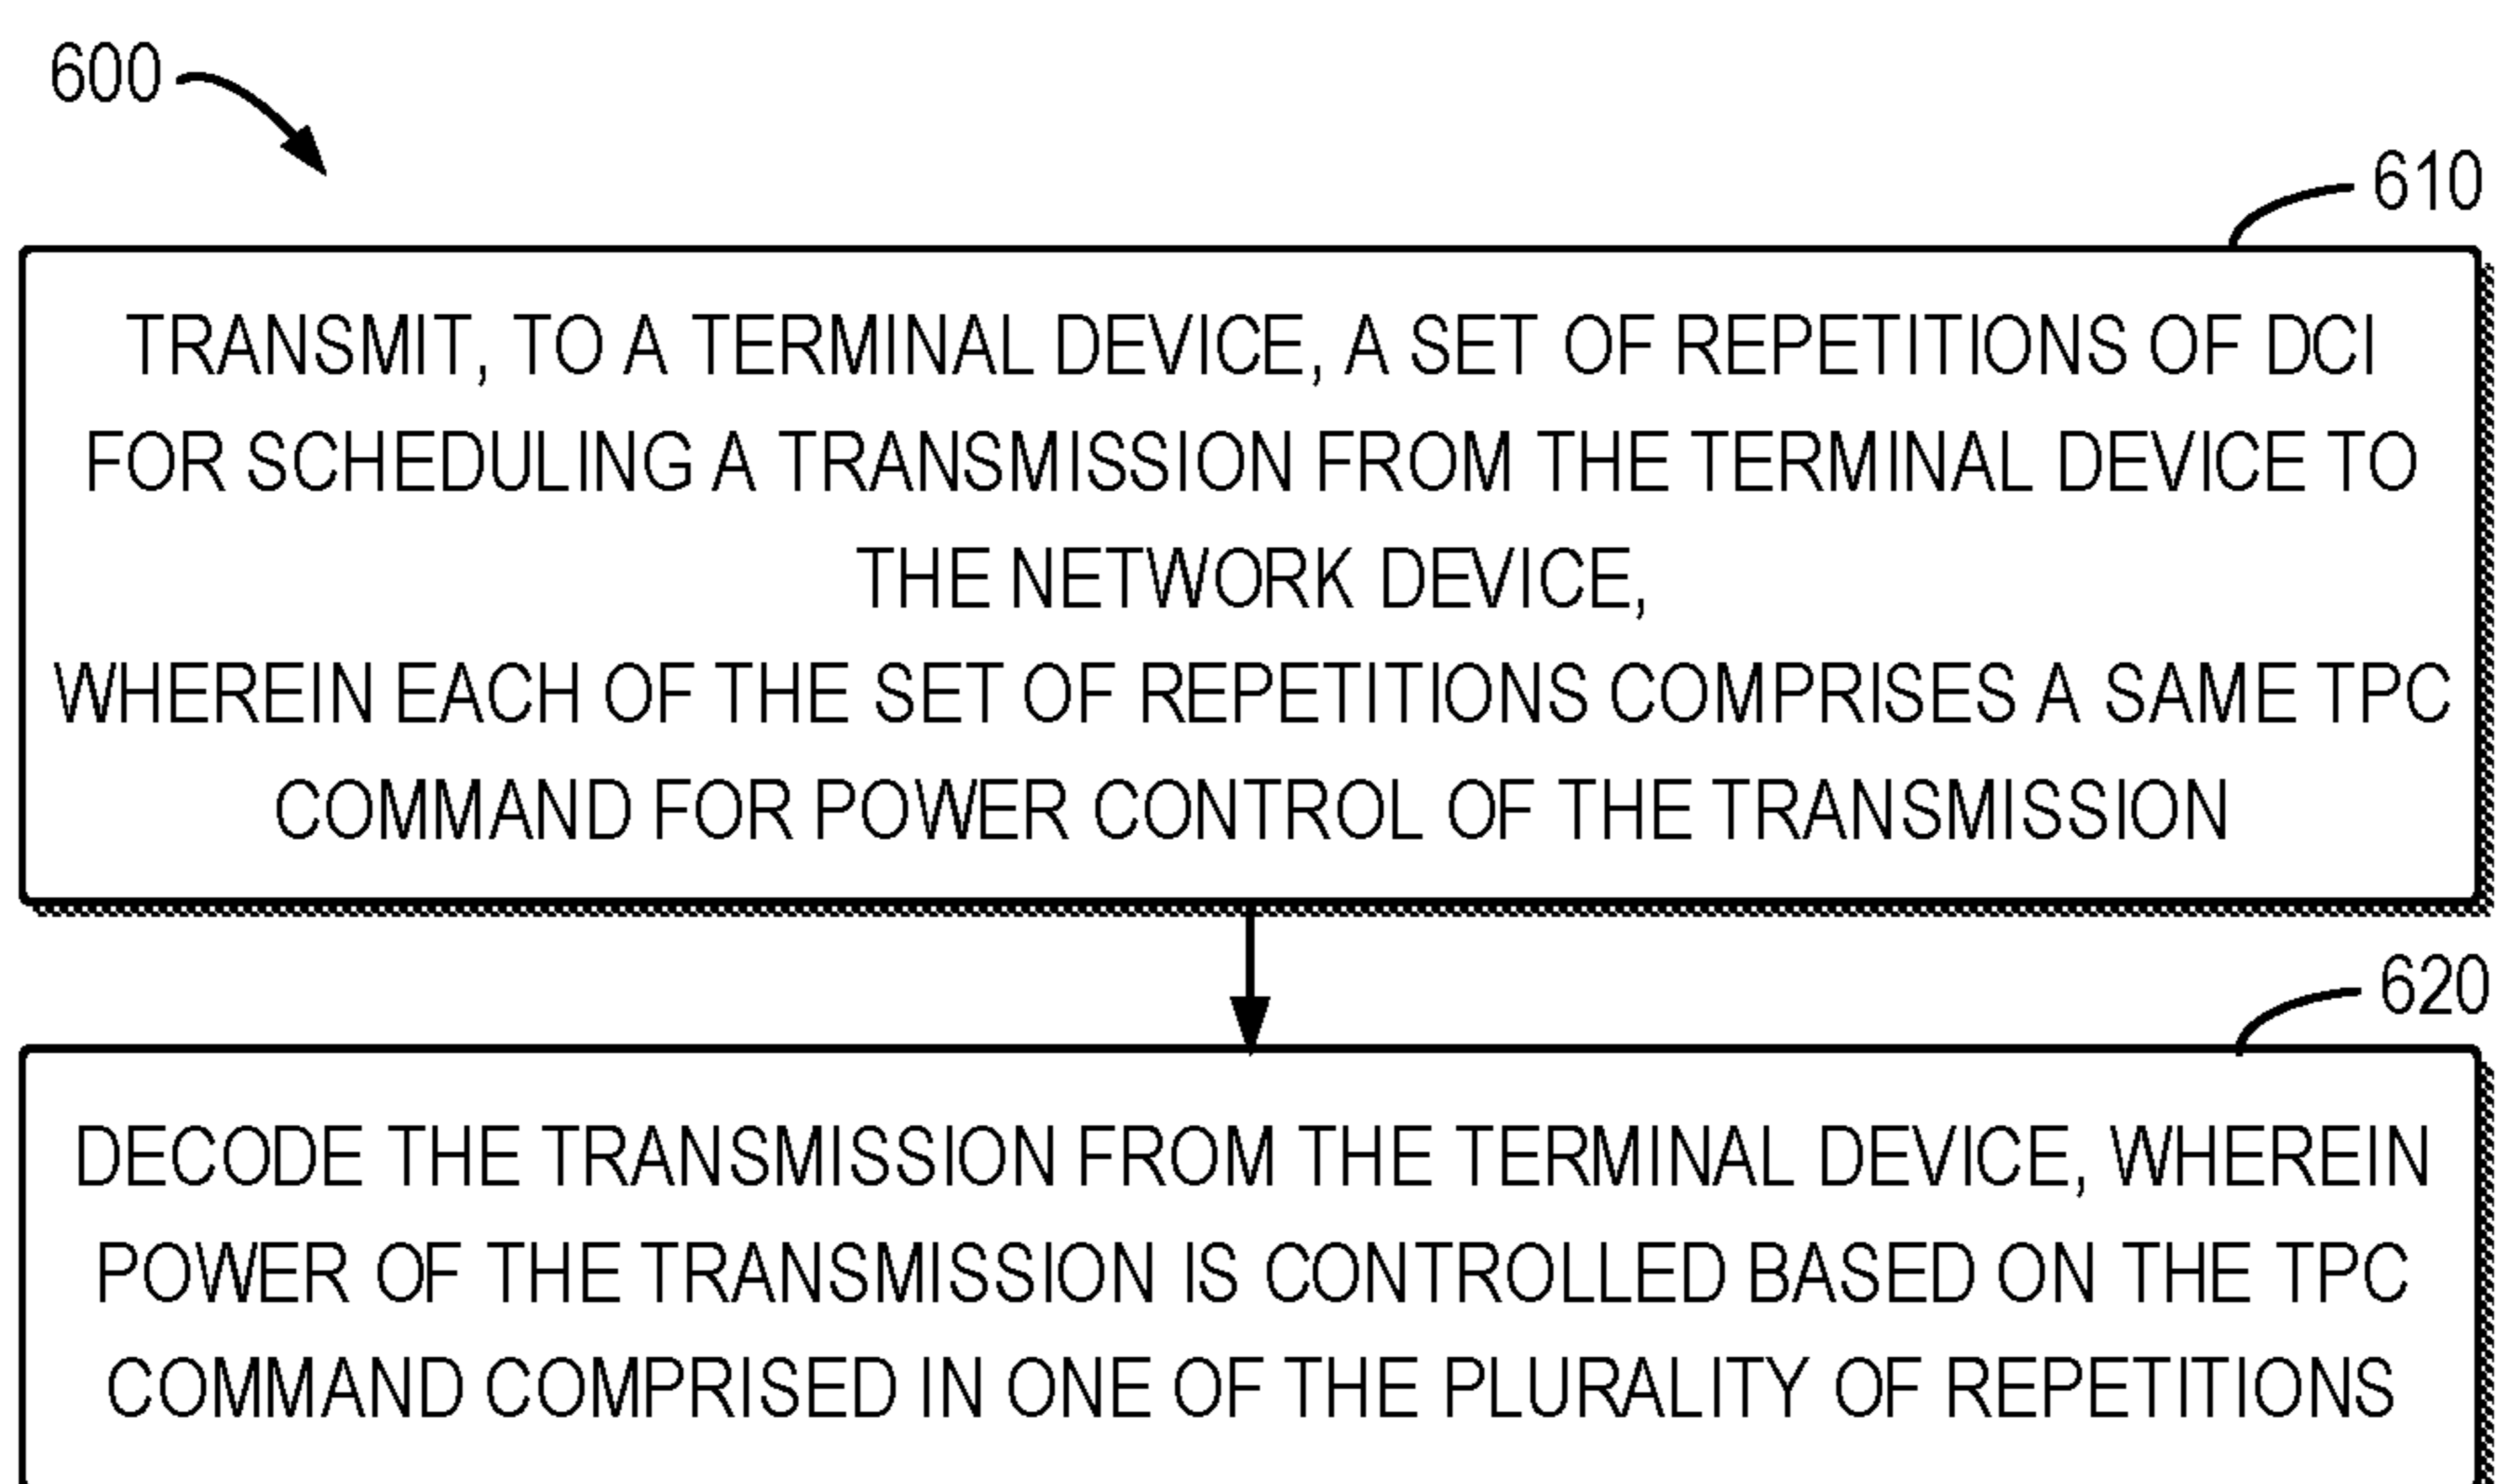 600
610
TRANSMIT, TO A TERMINAL DEVICE, A SET OF REPETITIONS OF DCI
FOR SCHEDULING A TRANSMISSION FROM THE TERMINAL DEVICE TO
THE NETWORK DEVICE,
WHEREIN EACH OF THE SET OF REPETITIONS COMPRISES A SAME TPC
COMMAND FOR POWER CONTROL OF THE TRANSMISSION
620
DECODE THE TRANSMISSION FROM THE TERMINAL DEVICE, WHEREIN
POWER OF THE TRANSMISSION IS CONTROLLED BASED ON THE TPC
COMMAND COMPRISED IN ONE OF THE PLURALITY OF REPETITIONS